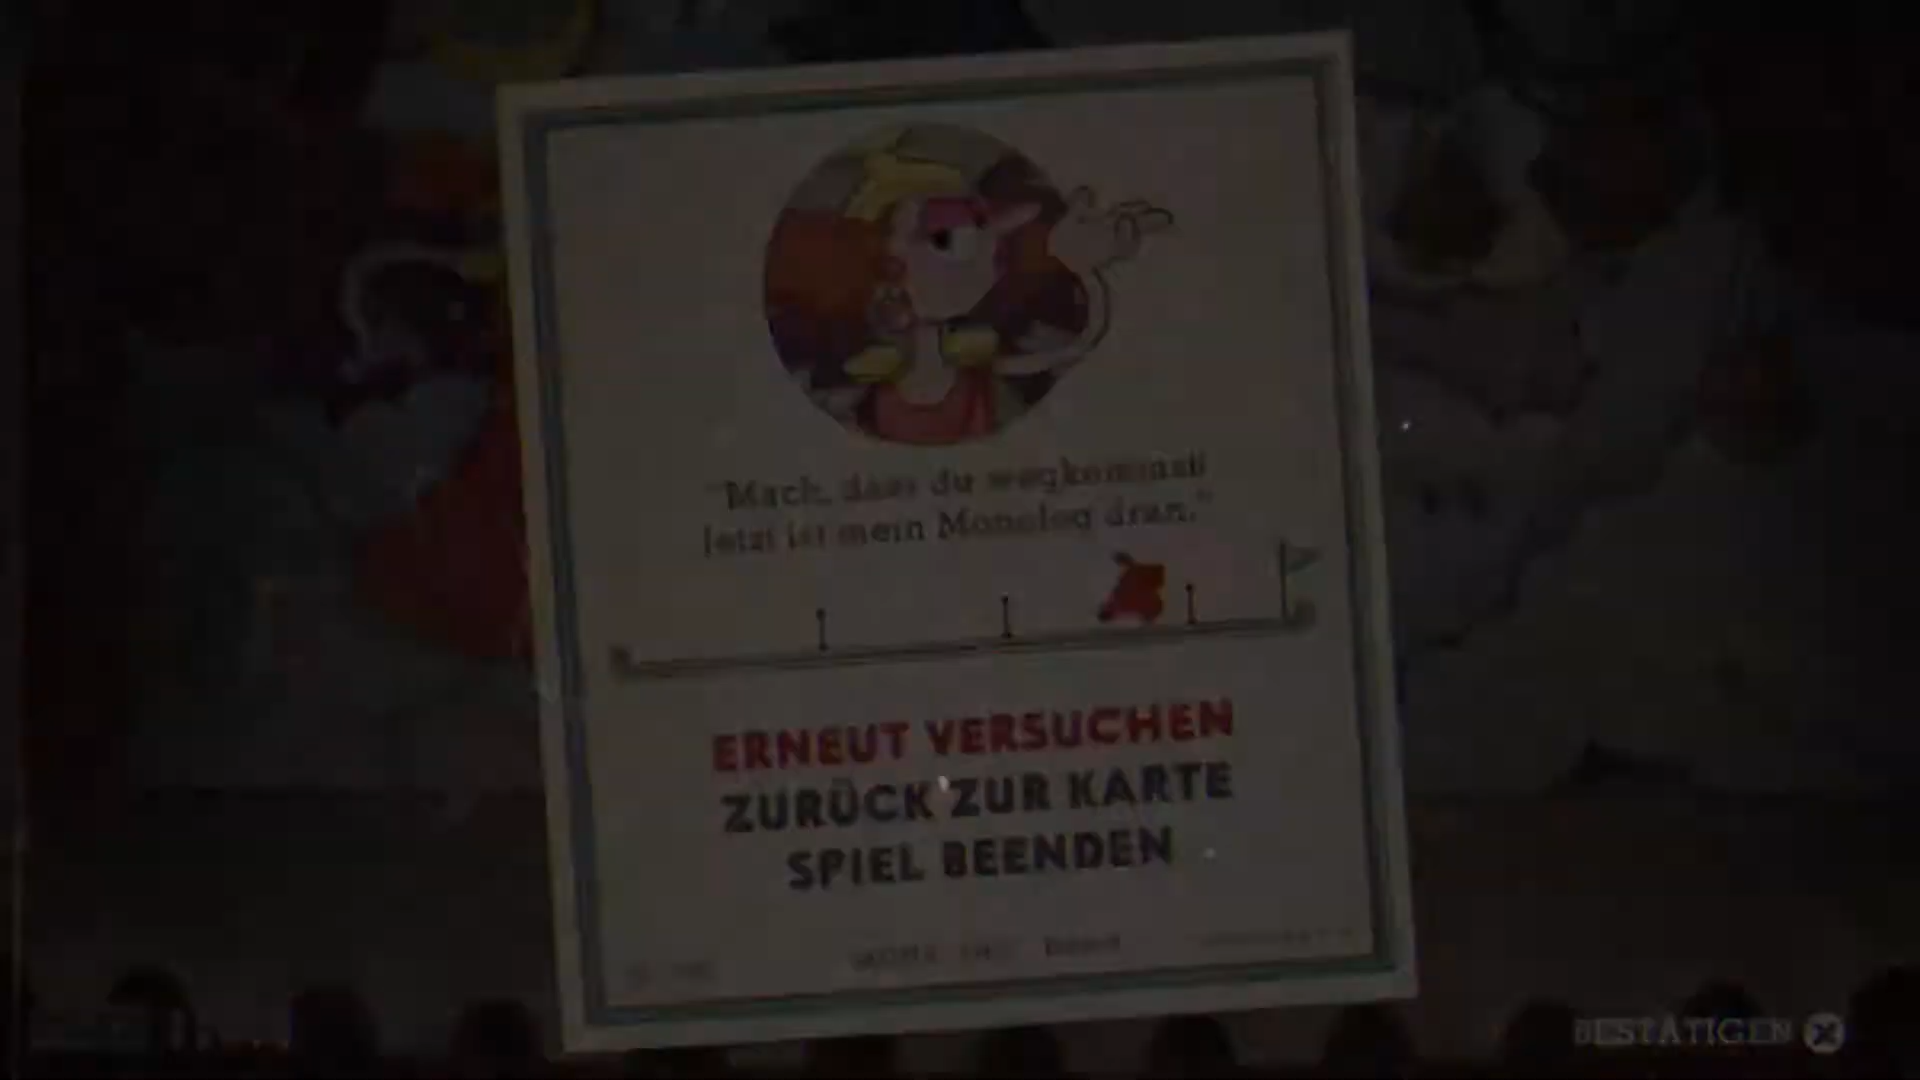 "Mach, dass du wegkommst!
Jetzt ist mein Monolog dran."
ERNEUT VERSUCHEN
ZURÜCK ZUR KARTE
SPIEL BEENDEN
BESTÄTIGEN